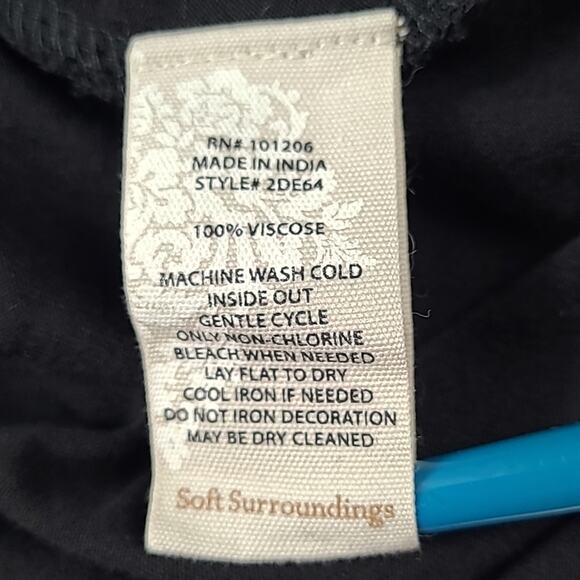 RN# 101206
MADE IN INDIA
STYLE# 2DE64
100% VISCOSE
MACHINE WASH COLD
INSIDE OUT
GENTLE CYCLE
ONLY NON-CHLORINE
BLEACH WHEN NEEDED
LAY FLAT TO DRY
COOL IRON IF NEEDED
DO NOT IRON DECORATION
MAY BE DRY CLEANED
Soft Surroundings